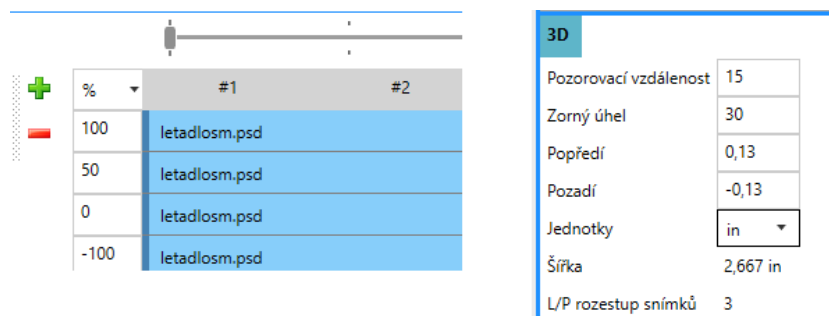 % #1 #2
100 letadlosm.psd
50 letadlosm.psd
0 letadlosm.psd
-100 letadlosm.psd
3D
Pozorovací vzdálenost 15
Zorný úhel 30
Popředí 0,13
Pozadí -0,13
Jednotky in
Šířka 2,667 in
L/P rozestup snímků 3